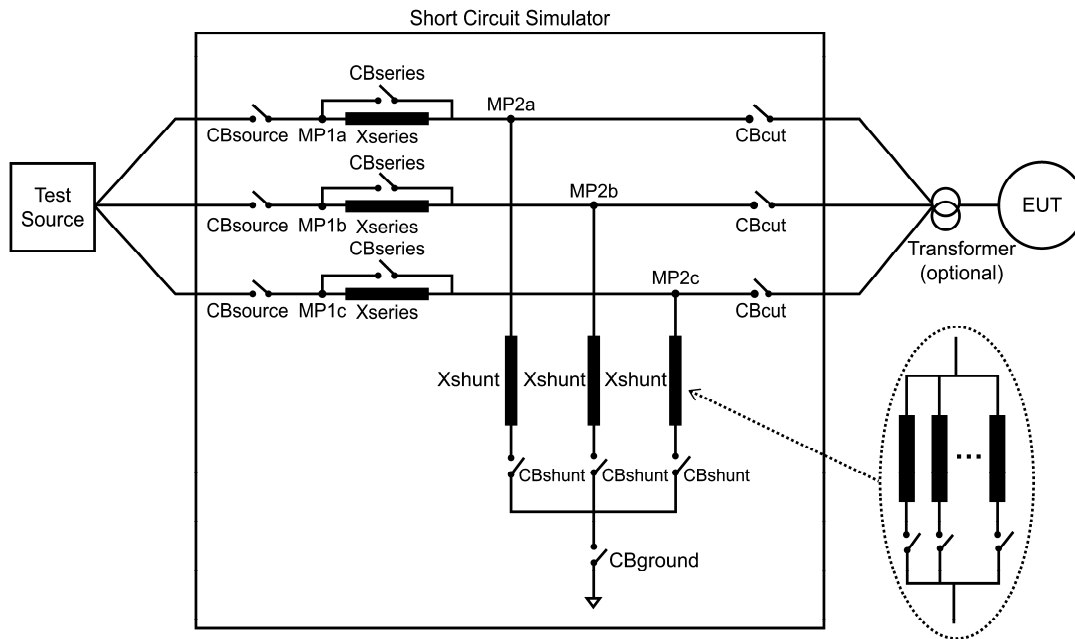 Short Circuit Simulator
CBseries
MP2a
CBsource
MP1a
Xseries
CBcut
CBseries
MP2b
Test
Source
EUT
CBsource
MP1b
Xseries
CBcut
Transformer
(optional)
CBseries
MP2c
CBsource
MP1c
Xseries
CBcut
Xshunt
Xshunt
Xshunt
CBshunt
CBshunt
CBshunt
CBground